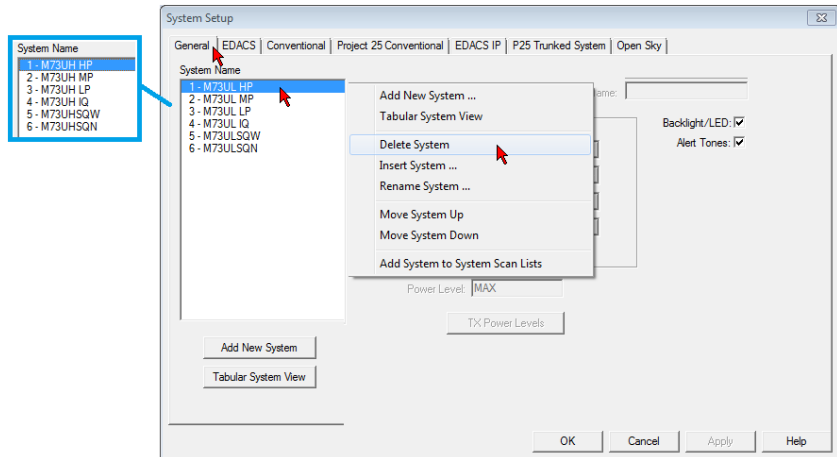 System Setup
General EDACS Conventional Project 25 Conventional EDACS IP P25 Trunked System Open Sky
System Name
1 - M73UH HP
2 - M73UH MP
3 - M73UH LP
4 - M73UH IQ
5 - M73UHSQW
6 - M73UHSQN
System Name
1 - M73UL HP
2 - M73UL MP
3 - M73UL LP
4 - M73UL IQ
5 - M73ULSQW
6 - M73ULSQN
Add New System ...
Tabular System View
Delete System
Insert System ...
Rename System ...
Move System Up
Move System Down
Add System to System Scan Lists
Backlight/LED:
Alert Tones:
Power Level: MAX
TX Power Levels
Add New System
Tabular System View
OK Cancel Apply Help